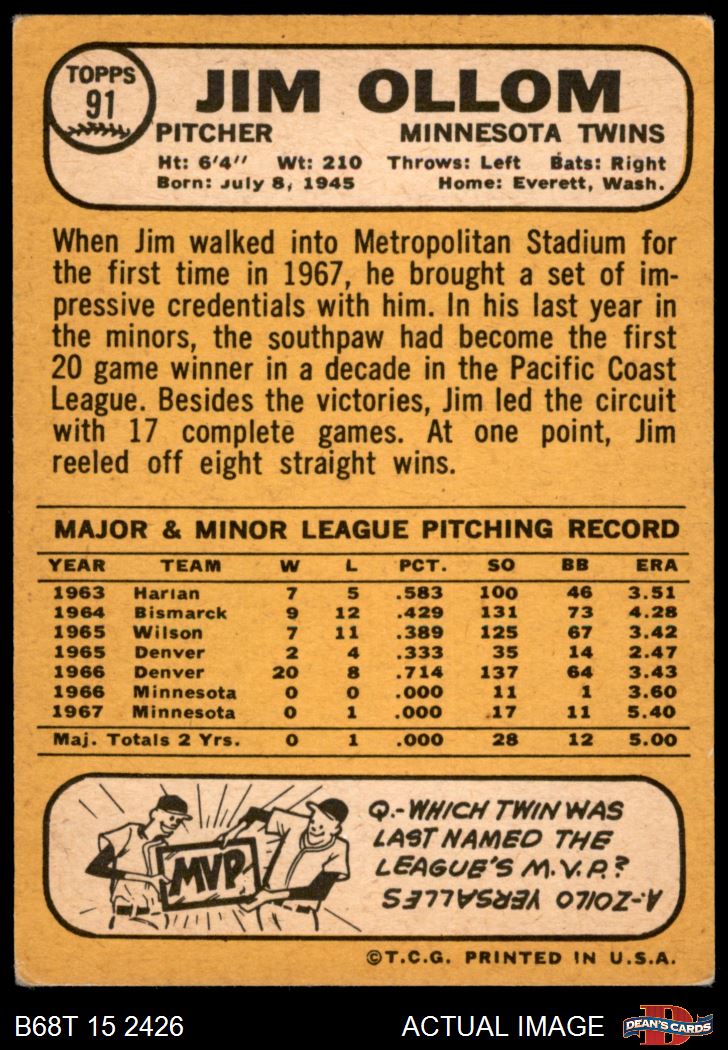 TOPPS
91
JIM OLLOM
PITCHER MINNESOTA TWINS
Ht: 6'4" Wt: 210 Throws: Left Bats: Right
Born: July 8, 1945 Home: Everett, Wash.
When Jim walked into Metropolitan Stadium for
the first time in 1967, he brought a set of im-
pressive credentials with him. In his last year in
the minors, the southpaw had become the first
20 game winner in a decade in the Pacific Coast
League. Besides the victories, Jim led the circuit
with 17 complete games. At one point, Jim
reeled off eight straight wins.
MAJOR & MINOR LEAGUE PITCHING RECORD
YEAR TEAM W L PCT. SO BB ERA
1963 Harlan 7 5 .583 100 46 3.51
1964 Bismarck 9 12 .429 131 73 4.28
1965 Wilson 7 11 .389 125 67 3.42
1965 Denver 2 4 .333 35 14 2.47
1966 Denver 20 8 .714 137 64 3.43
1966 Minnesota 0 0 .000 11 1 3.60
1967 Minnesota 0 1 .000 17 11 5.40
Maj. Totals 2 Yrs. 0 1 .000 28 12 5.00
MVP
Q.-WHICH TWIN WAS
LAST NAMED THE
LEAGUE'S M.V.P.?
A-ZOILO VERSALLES
©T.C.G. PRINTED IN U.S.A.
B68T 15 2426 ACTUAL IMAGE
D
DEAN'S CARDS